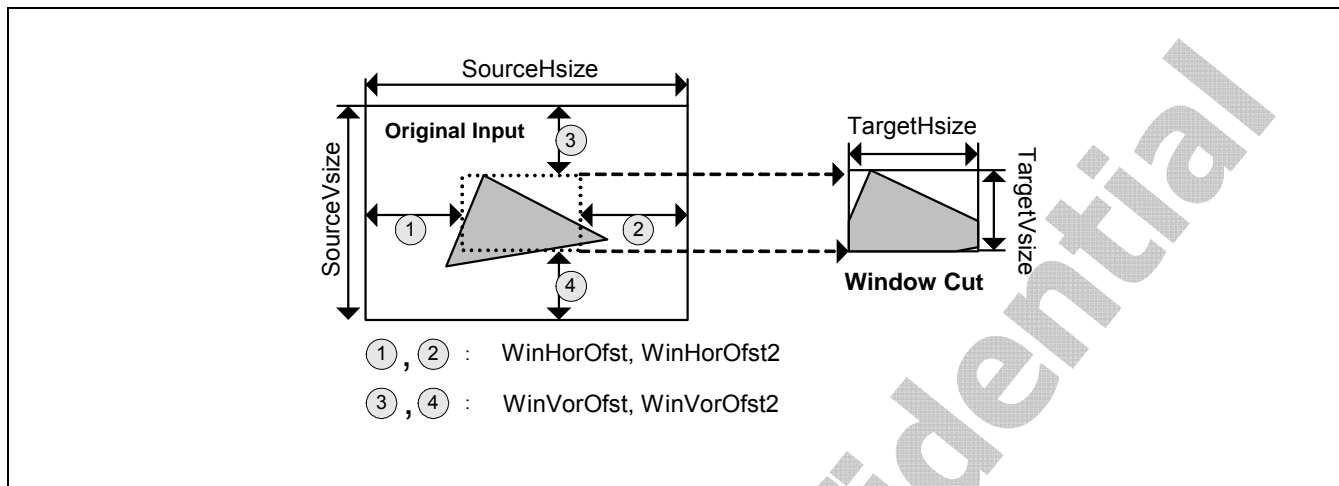 SourceHsize
SourceVsize
Original Input
3
1
2
4
TargetHsize
TargetVsize
Window Cut
1 , 2 : WinHorOfst, WinHorOfst2
3 , 4 : WinVorOfst, WinVorOfst2
fidential